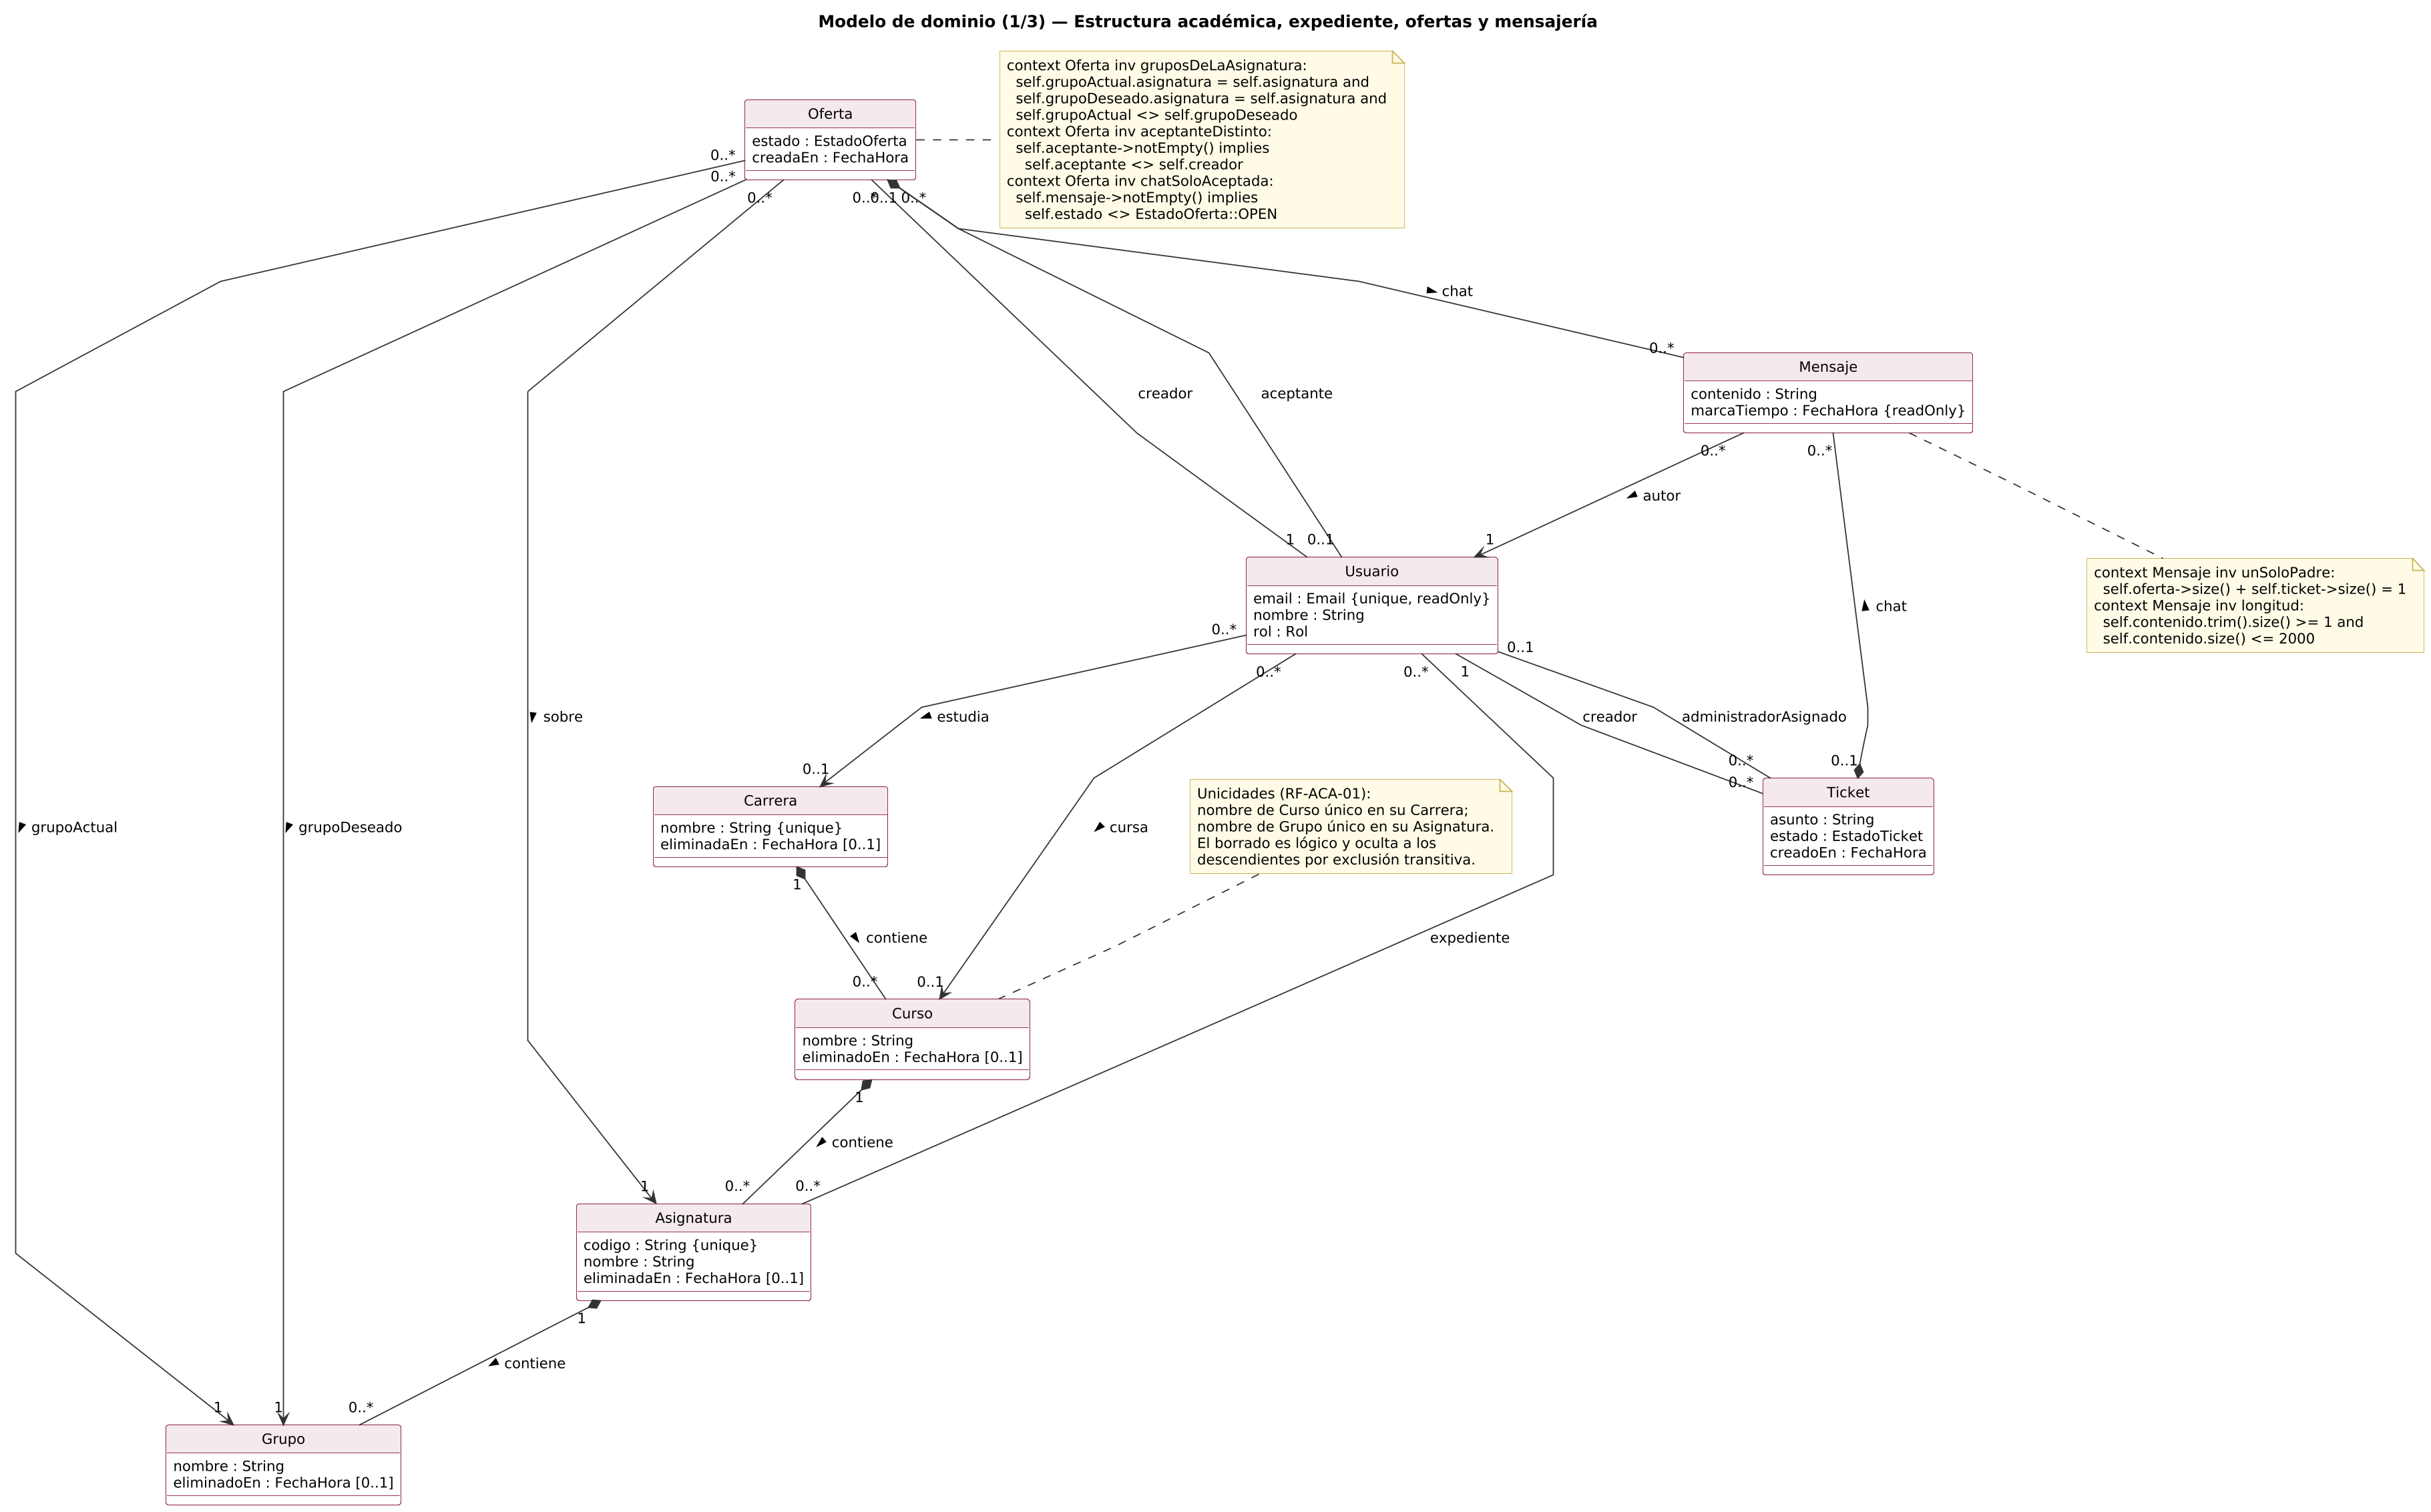 Modelo de dominio (1/3) — Estructura académica, expediente, ofertas y mensajería
context Oferta inv gruposDeLaAsignatura:
self.grupoActual.asignatura = self.asignatura and
self.grupoDeseado.asignatura = self.asignatura and
self.grupoActual <> self.grupoDeseado
context Oferta inv aceptanteDistinto:
self.aceptante->notEmpty() implies
self.aceptante <> self.creador
context Oferta inv chatSoloAceptada:
self.mensaje->notEmpty() implies
self.estado <> EstadoOferta::OPEN
Oferta
estado : EstadoOferta
creadaEn : FechaHora
0..*
0..*
0..*
0..*
0..1
0..*
chat
0..*
Mensaje
contenido : String
marcaTiempo : FechaHora {readOnly}
creador
aceptante
0..*
0..*
autor
1
0..1
1
Usuario
email : Email {unique, readOnly}
nombre : String
rol : Rol
context Mensaje inv unSoloPadre:
self.oferta->size() + self.ticket->size() = 1
context Mensaje inv longitud:
self.contenido.trim().size() >= 1 and
self.contenido.size() <= 2000
chat
0..*
0..*
0..*
1
0..1
sobre
estudia
creador
administradorAsignado
0..1
0..*
0..1
0..*
Carrera
nombre : String {unique}
eliminadaEn : FechaHora [0..1]
Unicidades (RF-ACA-01):
nombre de Curso único en su Carrera;
nombre de Grupo único en su Asignatura.
El borrado es lógico y oculta a los
descendientes por exclusión transitiva.
Ticket
asunto : String
estado : EstadoTicket
creadoEn : FechaHora
grupoActual
grupoDeseado
cursa
1
contiene
expediente
0..*
0..1
Curso
nombre : String
eliminadoEn : FechaHora [0..1]
1
contiene
1
0..*
0..*
Asignatura
codigo : String {unique}
nombre : String
eliminadaEn : FechaHora [0..1]
1
contiene
1
1
0..*
Grupo
nombre : String
eliminadoEn : FechaHora [0..1]